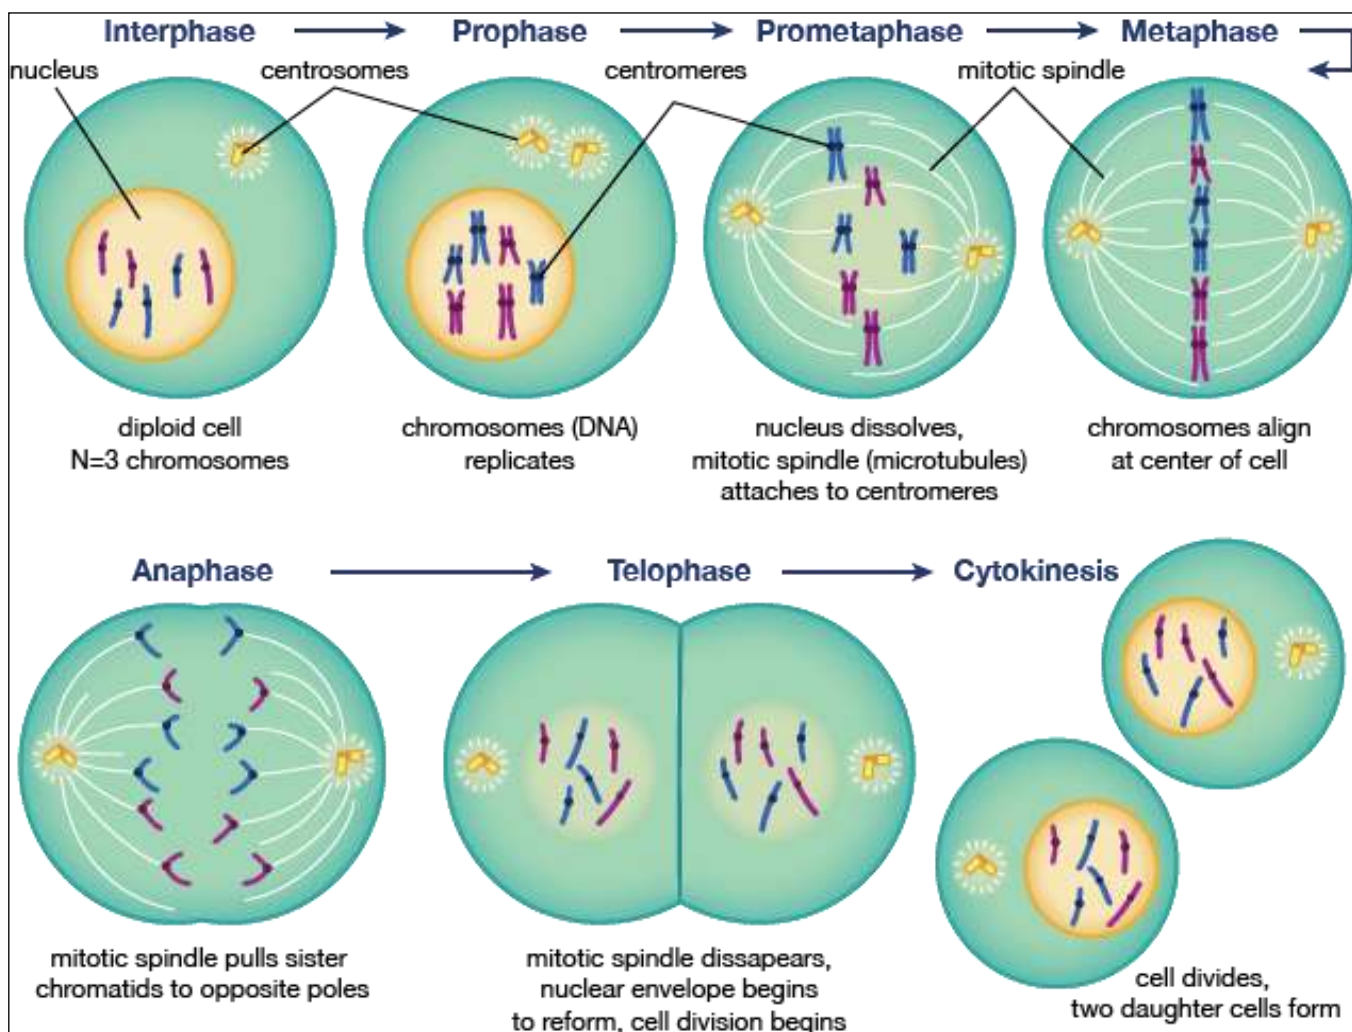 Interphase
Prophase
Prometaphase
Metaphase
nucleus
centrosomes
centromeres
mitotic spindle
diploid cell
N=3 chromosomes
chromosomes (DNA)
replicates
nucleus dissolves,
mitotic spindle (microtubules)
attaches to centromeres
chromosomes align
at center of cell
Anaphase
Telophase
Cytokinesis
mitotic spindle pulls sister
chromatids to opposite poles
mitotic spindle dissapears,
nuclear envelope begins
to reform, cell division begins
cell divides,
two daughter cells form